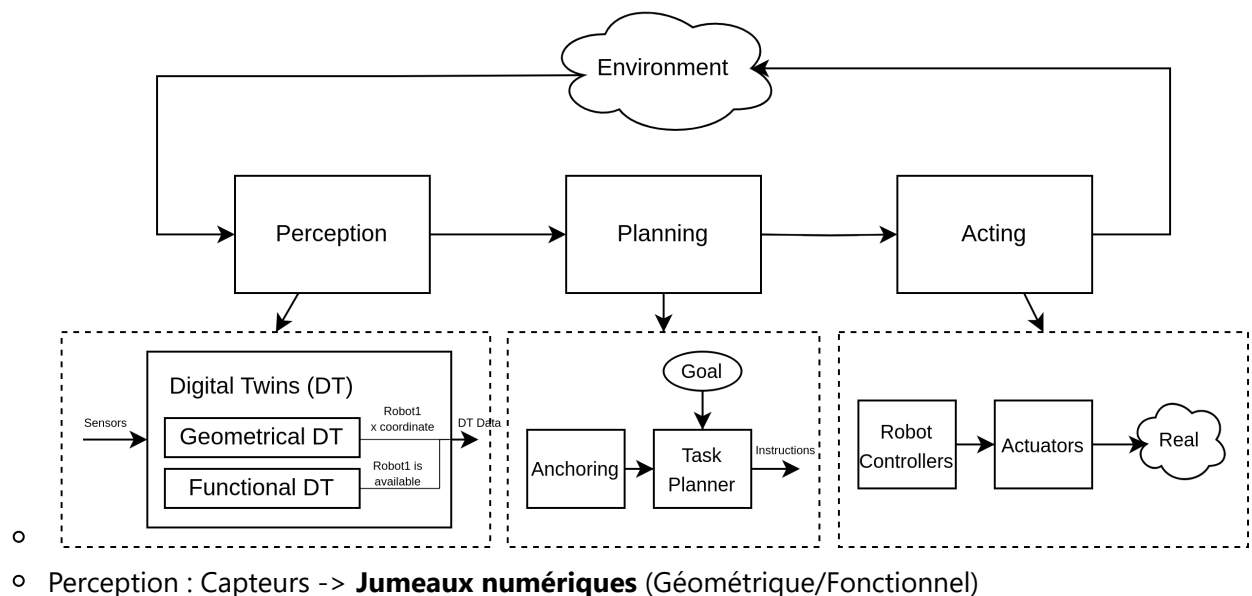 Environment
Perception
Planning
Acting
Digital Twins (DT)
Sensors
Geometrical DT
Functional DT
Robot1
x coordinate
Robot1 is
available
DT Data
Goal
Anchoring
Task
Planner
Instructions
Robot
Controllers
Actuators
Real
Perception : Capteurs -> Jumeaux numériques (Géométrique/Fonctionnel)